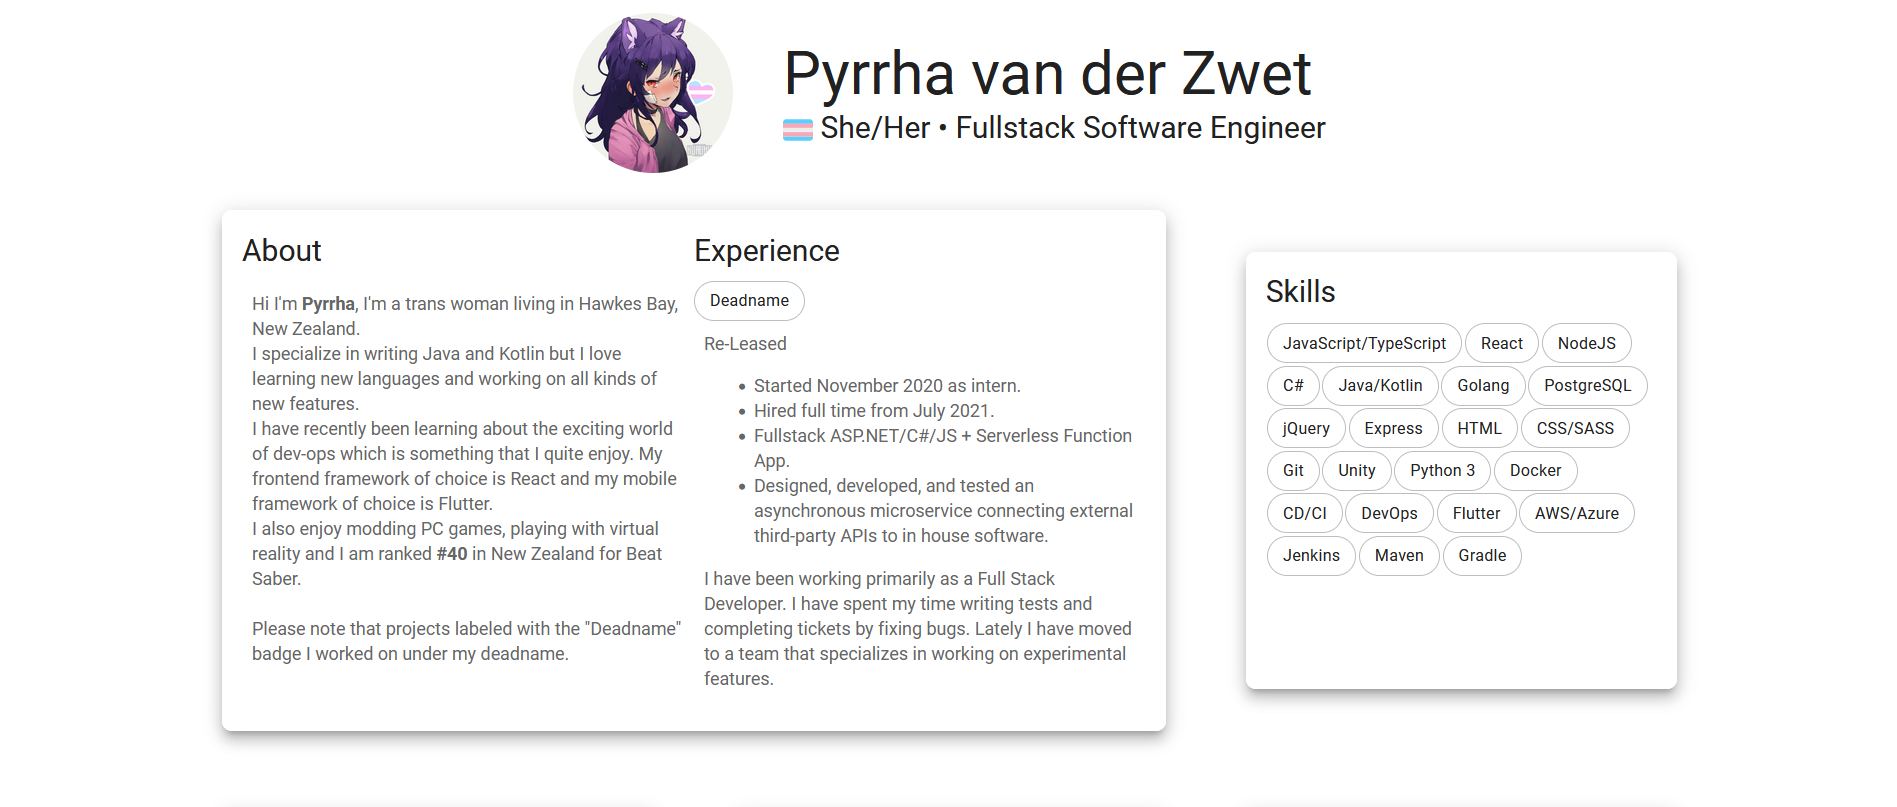 Pyrrha van der Zwet
She/Her • Fullstack Software Engineer
About
Hi I'm Pyrrha, I'm a trans woman living in Hawkes Bay,
New Zealand.
I specialize in writing Java and Kotlin but I love
learning new languages and working on all kinds of
new features.
I have recently been learning about the exciting world
of dev-ops which is something that I quite enjoy. My
frontend framework of choice is React and my mobile
framework of choice is Flutter.
I also enjoy modding PC games, playing with virtual
reality and I am ranked #40 in New Zealand for Beat
Saber.
Please note that projects labeled with the "Deadname"
badge I worked on under my deadname.
Experience
Deadname
Re-Leased
• Started November 2020 as intern.
• Hired full time from July 2021.
• Fullstack ASP.NET/C#/JS + Serverless Function
App.
• Designed, developed, and tested an
asynchronous microservice connecting external
third-party APIs to in house software.
I have been working primarily as a Full Stack
Developer. I have spent my time writing tests and
completing tickets by fixing bugs. Lately I have moved
to a team that specializes in working on experimental
features.
Skills
JavaScript/TypeScript React NodeJS
C# Java/Kotlin Golang PostgreSQL
jQuery Express HTML CSS/SASS
Git Unity Python 3 Docker
CD/CI DevOps Flutter AWS/Azure
Jenkins Maven Gradle